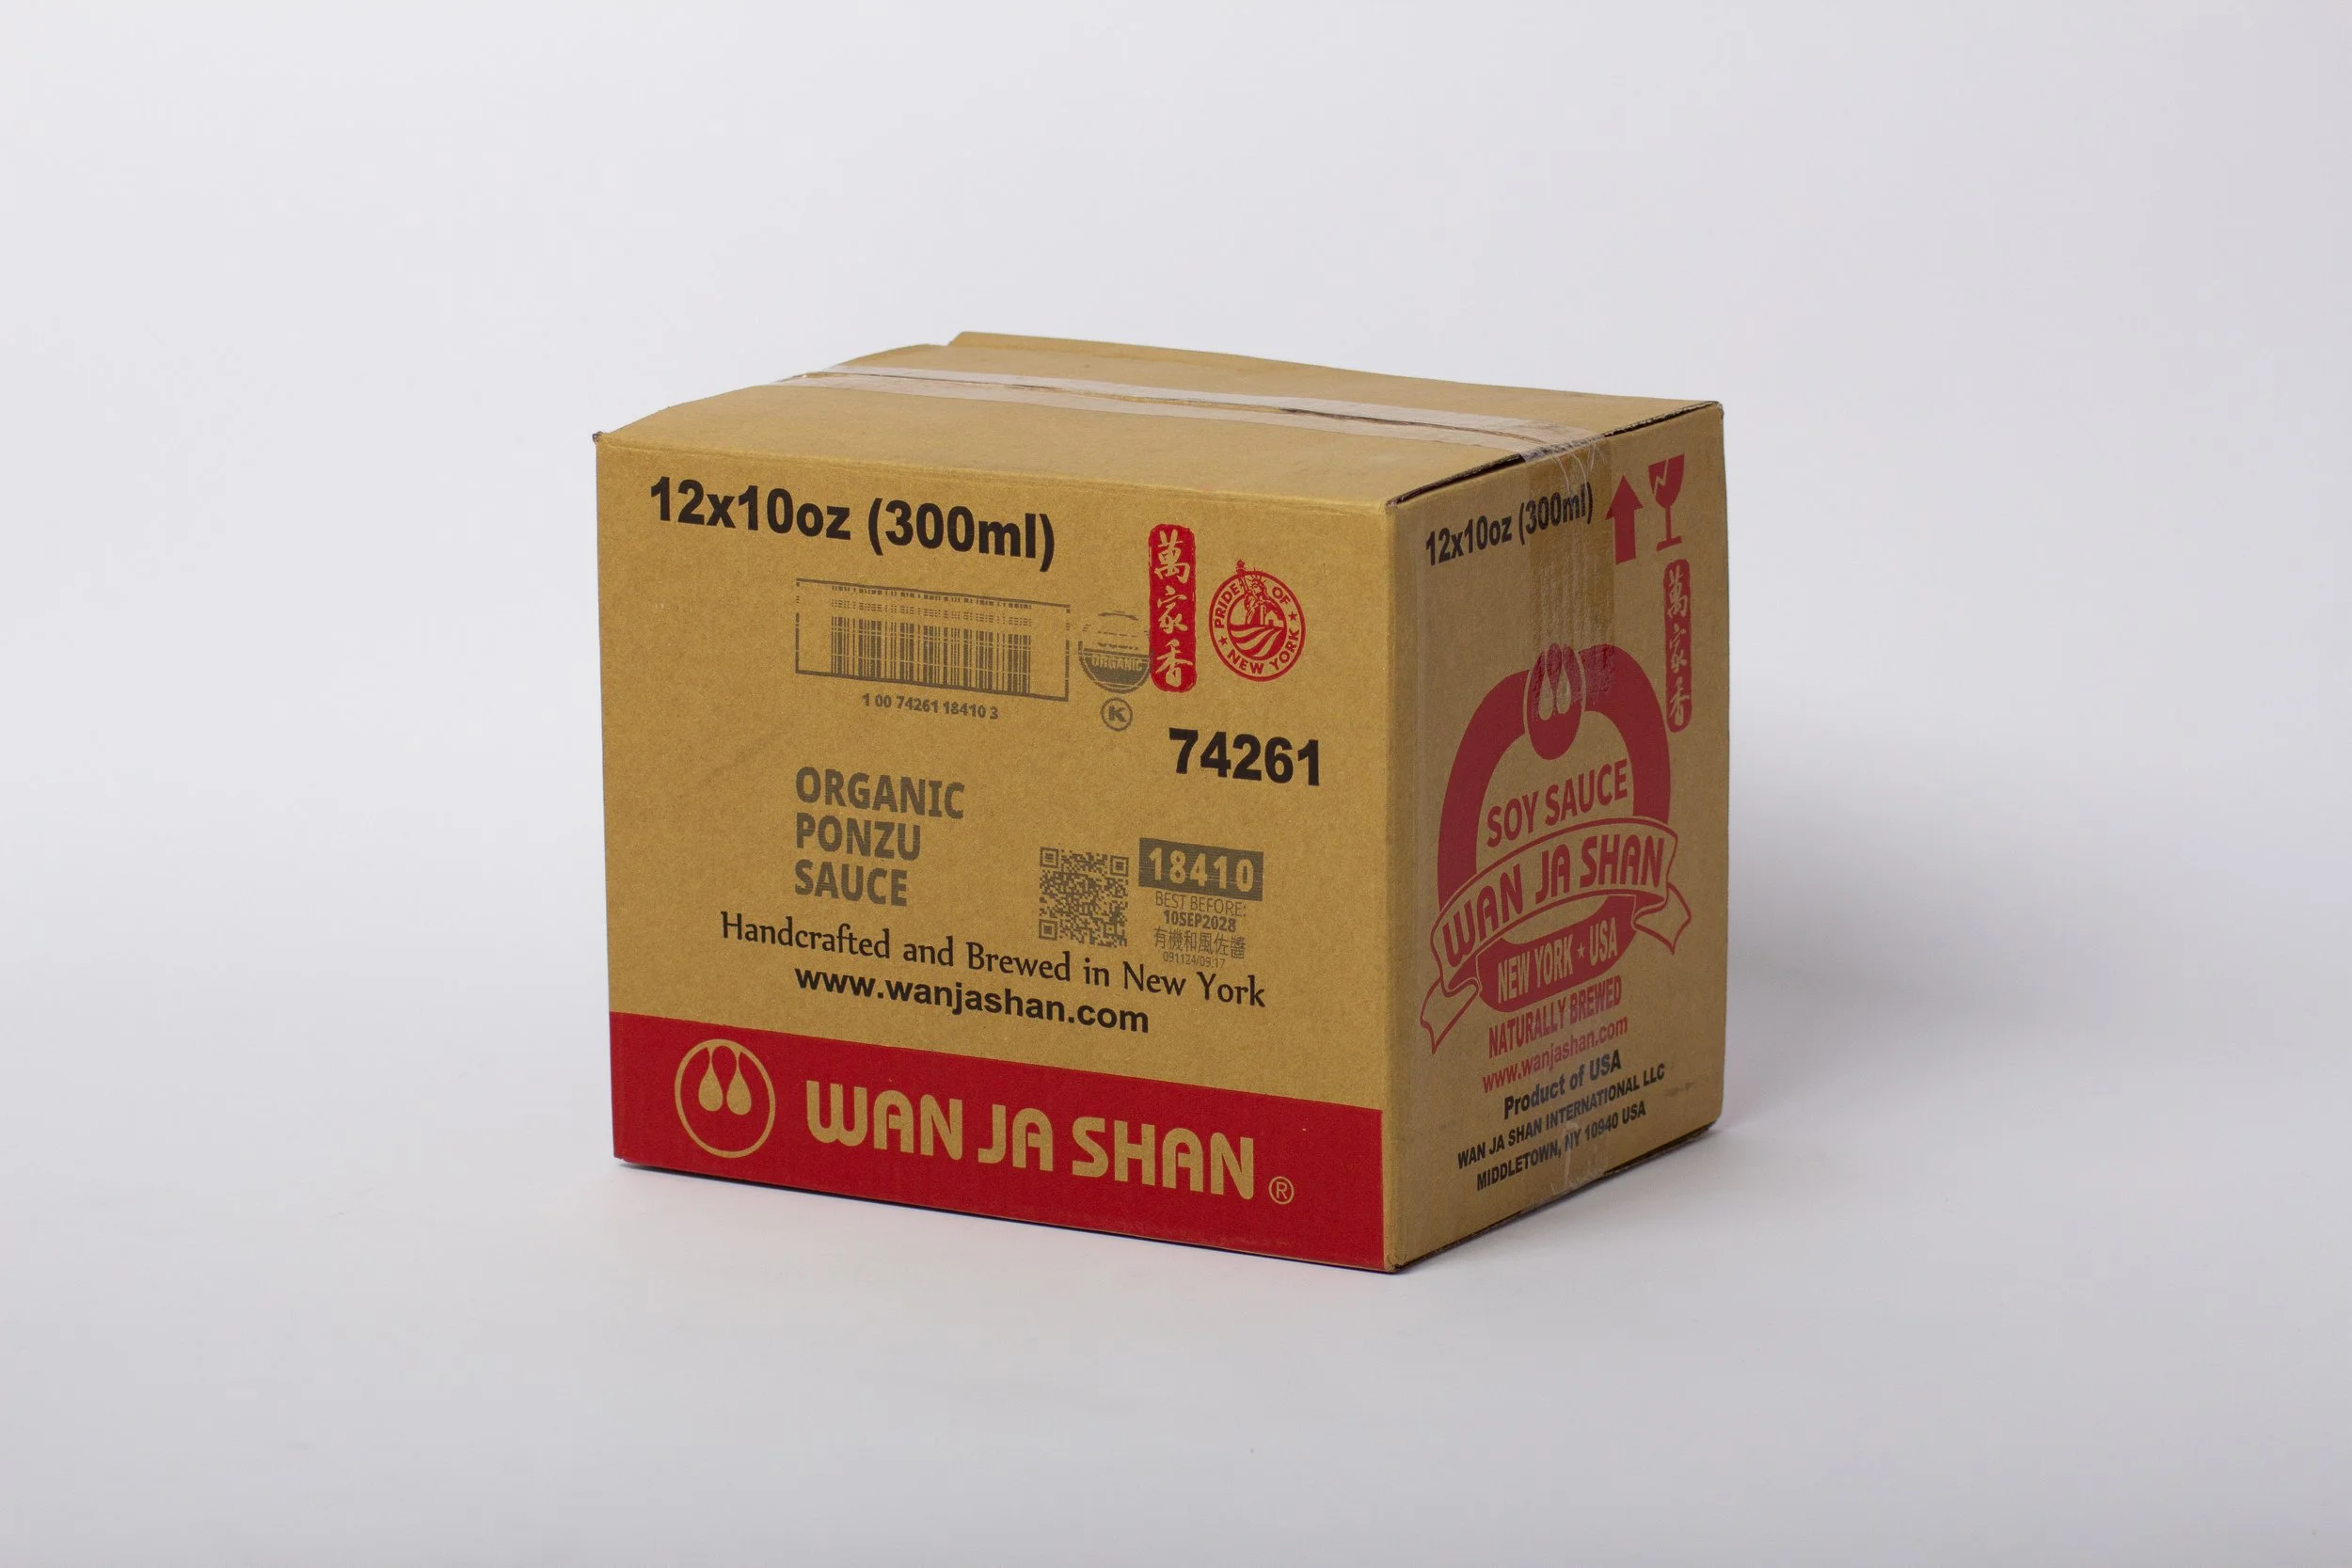 12x10oz (300ml)
萬家香
PRIDE OF NEW YORK
ORGANIC
1 00 74261 18410 3
K
74261
ORGANIC
PONZU
SAUCE
18410
BEST BEFORE:
10SEP2028
有機和風佐醬
091124/09:17
Handcrafted and Brewed in New York
www.wanjashan.com
WAN JA SHAN ®
12x10oz (300ml)
萬家香
SOY SAUCE
WAN JA SHAN
NEW YORK ★ USA
NATURALLY BREWED
www.wanjashan.com
Product of USA
WAN JA SHAN INTERNATIONAL LLC
MIDDLETOWN, NY 10940 USA